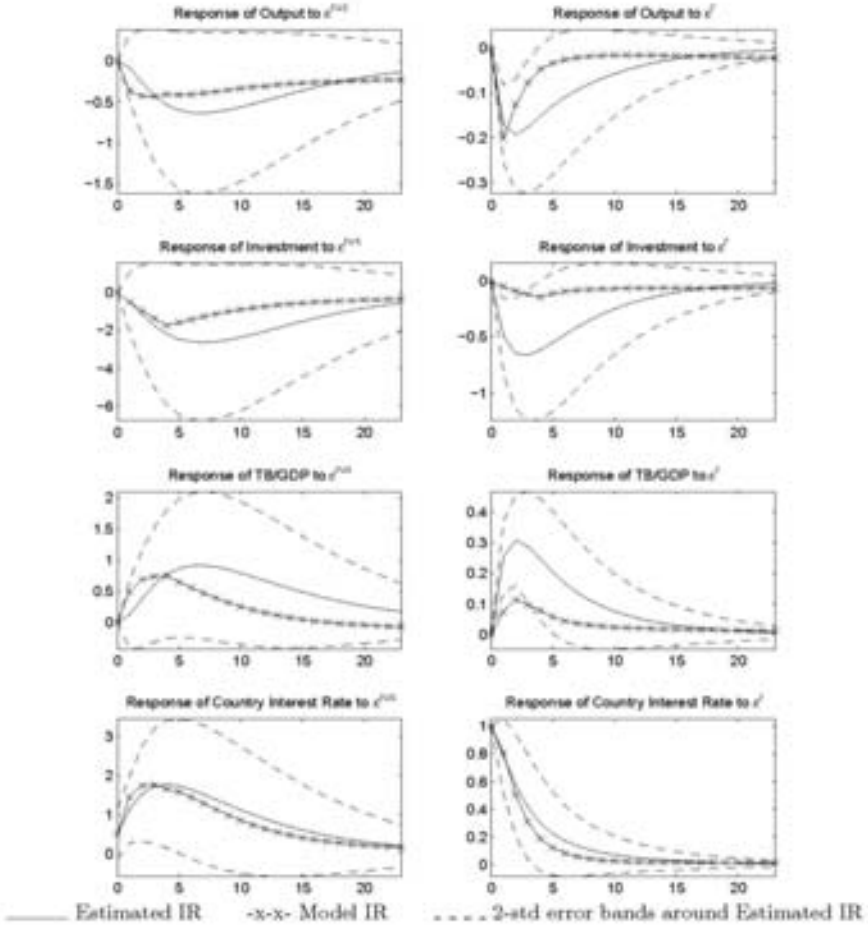 Response of Output to ε^rus
Response of Output to ε^r
0
−0.5
−1
−1.5
0 5 10 15 20
0
−0.1
−0.2
−0.3
0 5 10 15 20
Response of Investment to ε^rus
Response of Investment to ε^r
0
−2
−4
−6
0 5 10 15 20
0
−0.5
−1
0 5 10 15 20
Response of TB/GDP to ε^rus
Response of TB/GDP to ε^r
2
1.5
1
0.5
0
0 5 10 15 20
0.4
0.3
0.2
0.1
0
0 5 10 15 20
Response of Country Interest Rate to ε^rus
Response of Country Interest Rate to ε^r
3
2
1
0
0 5 10 15 20
1
0.8
0.6
0.4
0.2
0
0 5 10 15 20
Estimated IR -x-x- Model IR 2-std error bands around Estimated IR